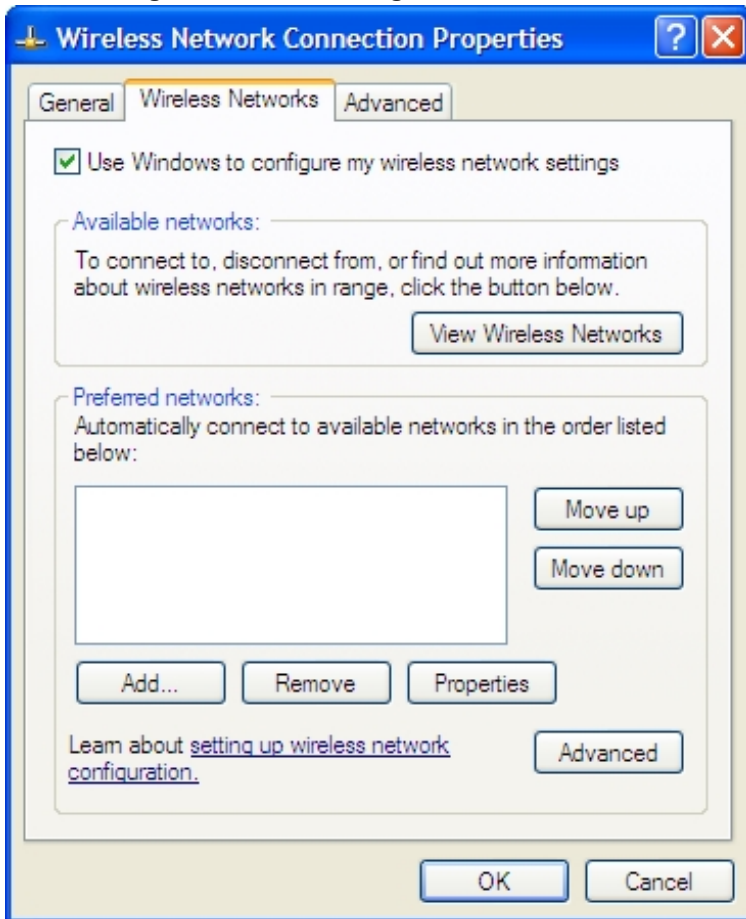 Wireless Network Connection Properties
General Wireless Networks Advanced
Use Windows to configure my wireless network settings
Available networks:
To connect to, disconnect from, or find out more information
about wireless networks in range, click the button below.
View Wireless Networks
Preferred networks:
Automatically connect to available networks in the order listed
below:
Move up
Move down
Add... Remove Properties
Learn about setting up wireless network
configuration.
Advanced
OK Cancel